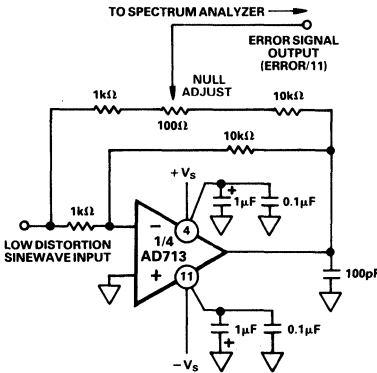 TO SPECTRUM ANALYZER
ERROR SIGNAL
OUTPUT
(ERROR/11)
NULL
ADJUST
1kΩ
100Ω
10kΩ
10kΩ
+VS
1kΩ
LOW DISTORTION
SINEWAVE INPUT
−
1/4
AD713
+
4
11
+
1μF
0.1μF
100pF
1μF
0.1μF
+
−VS